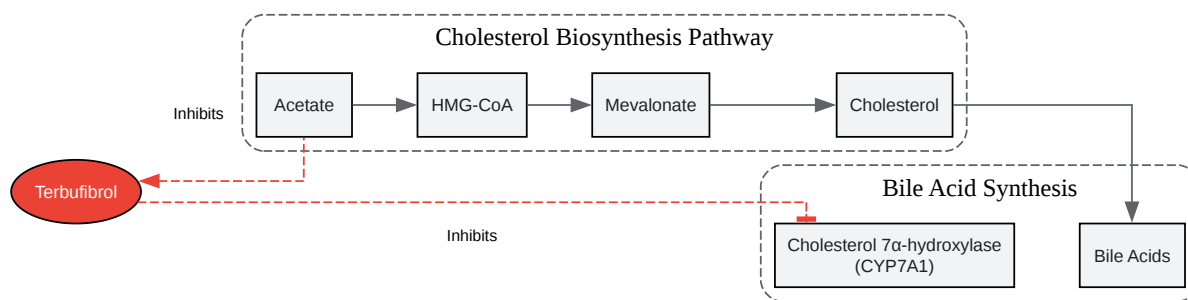 Cholesterol Biosynthesis Pathway
Acetate
HMG-CoA
Mevalonate
Cholesterol
Inhibits
Terbufibrol
Bile Acid Synthesis
Inhibits
Cholesterol 7α-hydroxylase
(CYP7A1)
Bile Acids